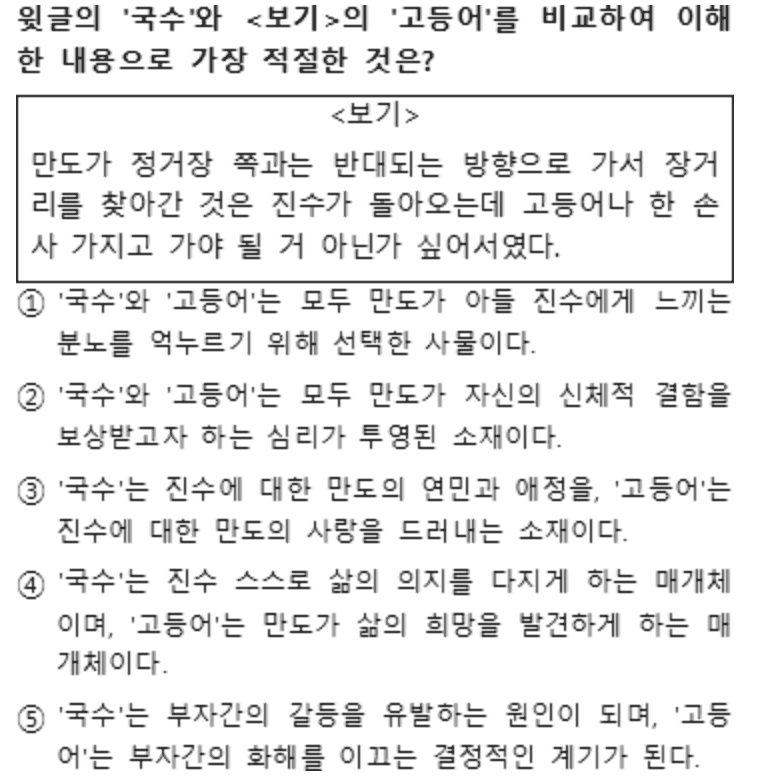 윗글의 '국수'와 <보기>의 '고등어'를 비교하여 이해
한 내용으로 가장 적절한 것은?
<보기>
만도가 정거장 쪽과는 반대되는 방향으로 가서 장거
리를 찾아간 것은 진수가 돌아오는데 고등어나 한 손
사 가지고 가야 될 거 아닌가 싶어서였다.
① '국수'와 '고등어'는 모두 만도가 아들 진수에게 느끼는
분노를 억누르기 위해 선택한 사물이다.
② '국수'와 '고등어'는 모두 만도가 자신의 신체적 결함을
보상받고자 하는 심리가 투영된 소재이다.
③ '국수'는 진수에 대한 만도의 연민과 애정을, '고등어'는
진수에 대한 만도의 사랑을 드러내는 소재이다.
④ '국수'는 진수 스스로 삶의 의지를 다지게 하는 매개체
이며, '고등어'는 만도가 삶의 희망을 발견하게 하는 매
개체이다.
⑤ '국수'는 부자간의 갈등을 유발하는 원인이 되며, '고등
어'는 부자간의 화해를 이끄는 결정적인 계기가 된다.